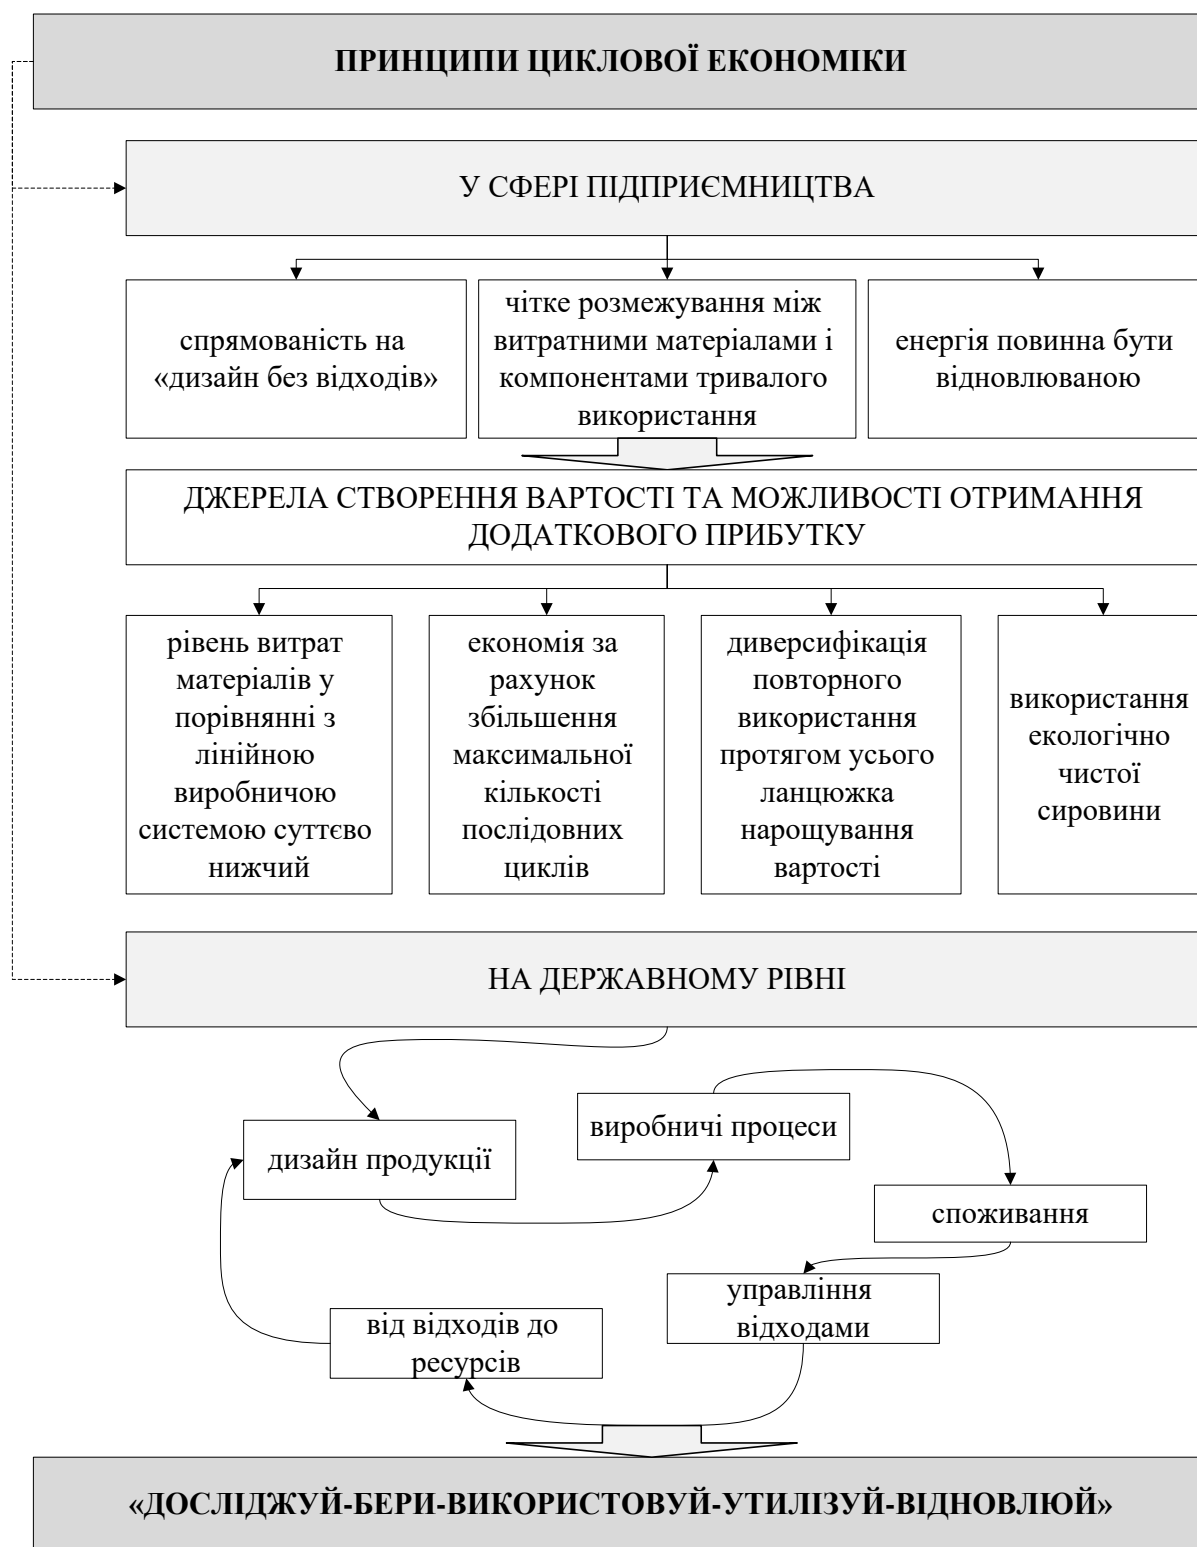 ПРИНЦИПИ ЦИКЛОВОЇ ЕКОНОМІКИ
У СФЕРІ ПІДПРИЄМНИЦТВА
спрямованість на
«дизайн без відходів»
чітке розмежування між
витратними матеріалами і
компонентами тривалого
використання
енергія повинна бути
відновлюваною
ДЖЕРЕЛА СТВОРЕННЯ ВАРТОСТІ ТА МОЖЛИВОСТІ ОТРИМАННЯ
ДОДАТКОВОГО ПРИБУТКУ
рівень витрат
матеріалів у
порівнянні з
лінійною
виробничою
системою суттєво
нижчий
економія за
рахунок
збільшення
максимальної
кількості
послідовних
циклів
диверсифікація
повторного
використання
протягом усього
ланцюжка
нарощування
вартості
використання
екологічно
чистої
сировини
НА ДЕРЖАВНОМУ РІВНІ
дизайн продукції
виробничі процеси
споживання
управління
відходами
від відходів до
ресурсів
«ДОСЛІДЖУЙ-БЕРИ-ВИКОРИСТОВУЙ-УТИЛІЗУЙ-ВІДНОВЛЮЙ»